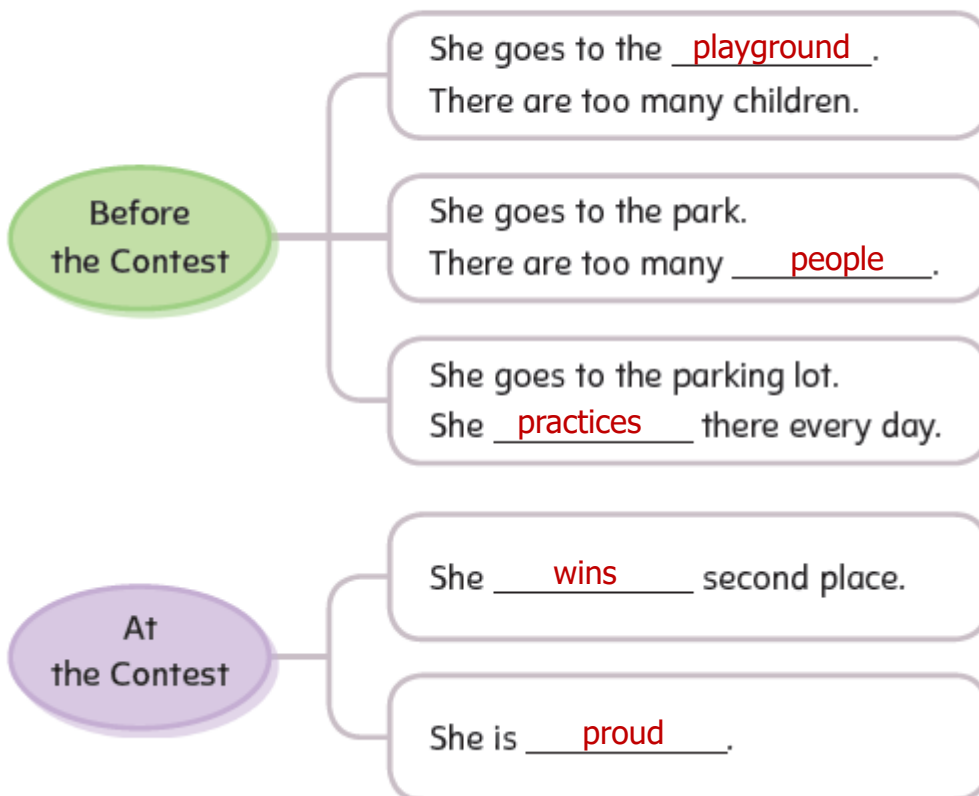 She goes to the playground.
There are too many children.
Before
the Contest
She goes to the park.
There are too many people.
She goes to the parking lot.
She practices there every day.
At
the Contest
She wins second place.
She is proud.